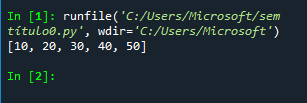 In [1]: runfile('C:/Users/Microsoft/sem
título0.py', wdir='C:/Users/Microsoft')
[10, 20, 30, 40, 50]
In [2]: